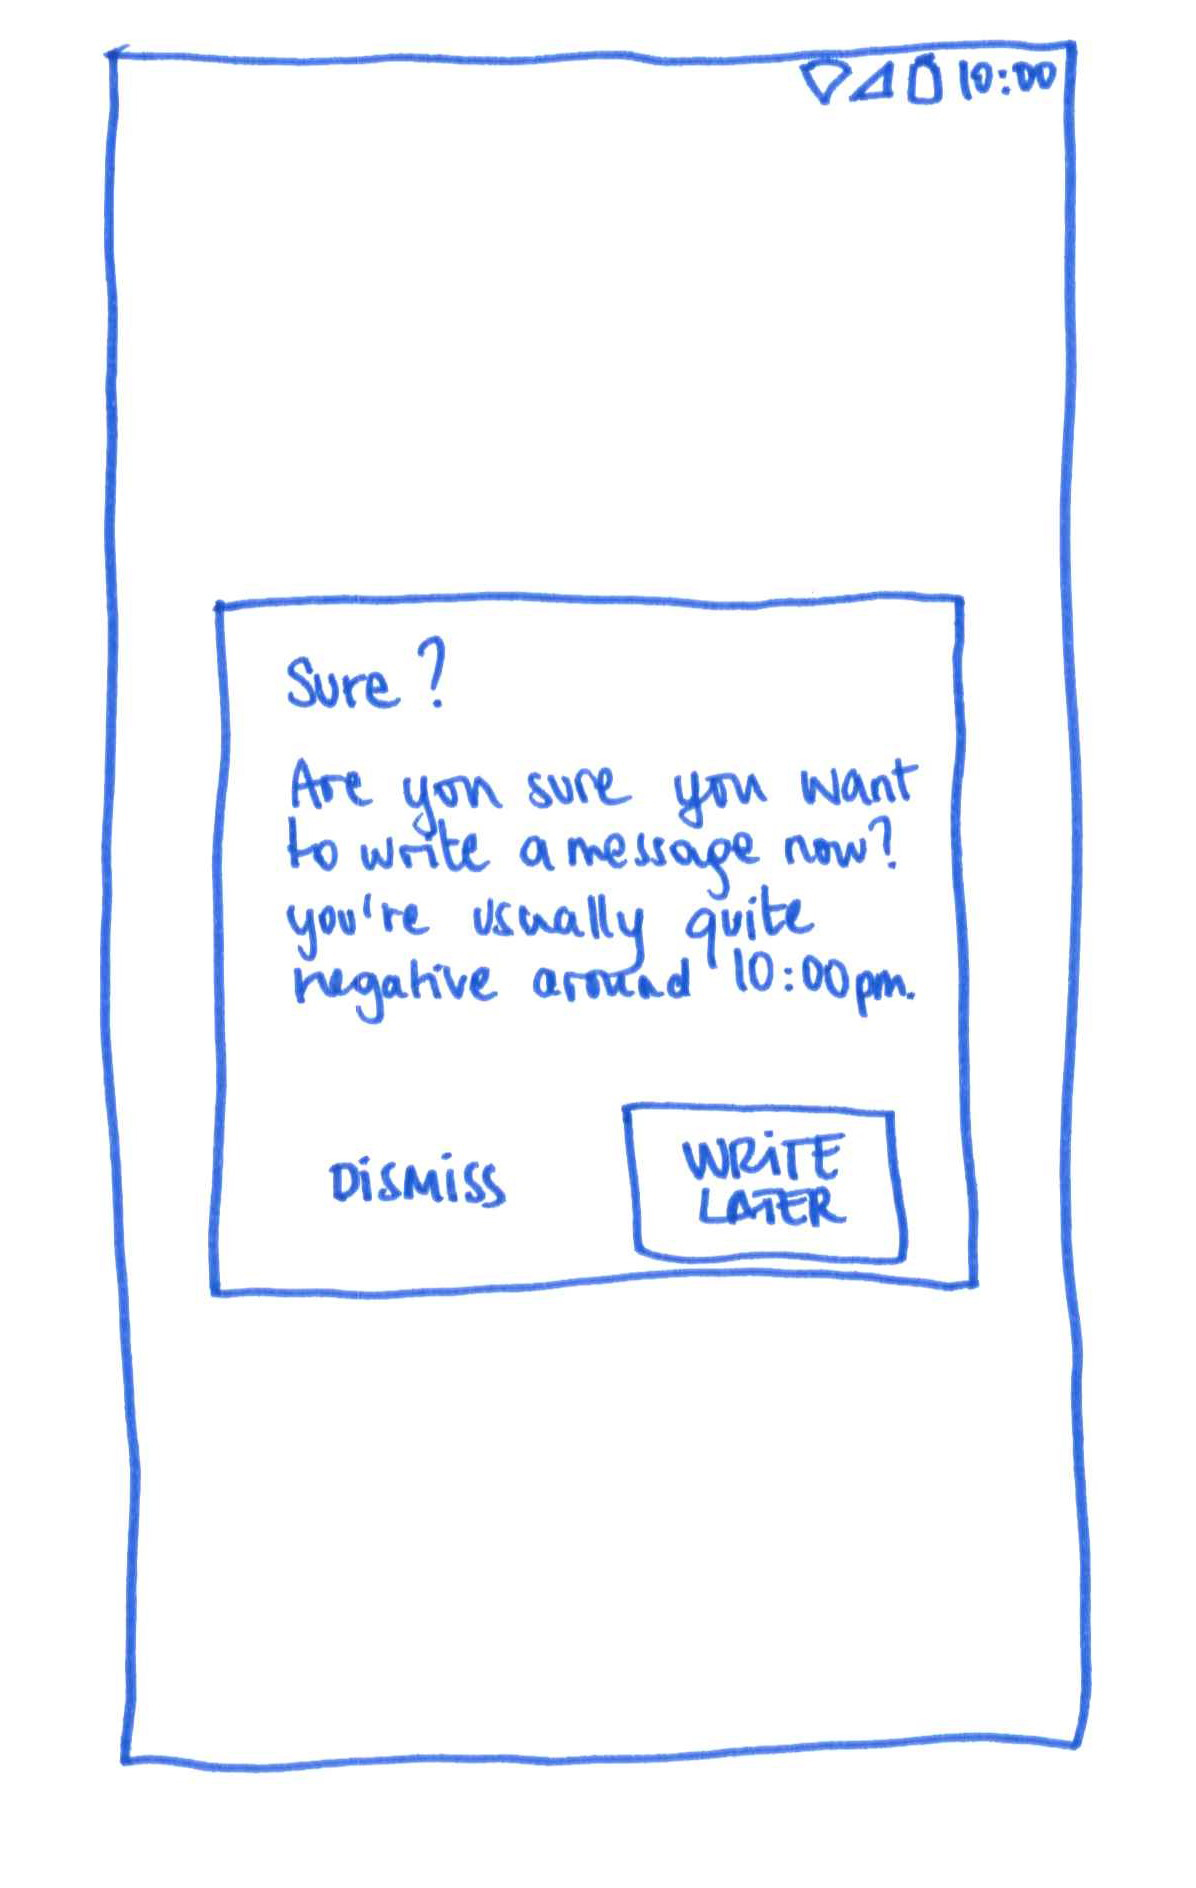 10:00
Sure?
Are you sure you want
to write a message now?
you're usually quite
negative around 10:00pm.
DiSMiSS
WRiTE
LATER